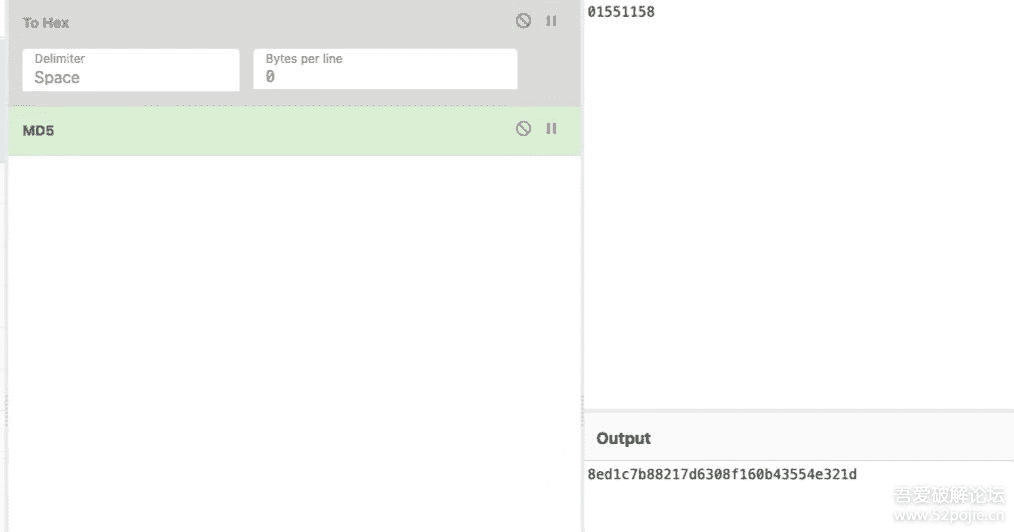 To Hex
Delimiter
Space
Bytes per line
0
MD5
01551158
Output
8ed1c7b88217d6308f160b43554e321d
吾爱破解论坛
www.52pojie.cn